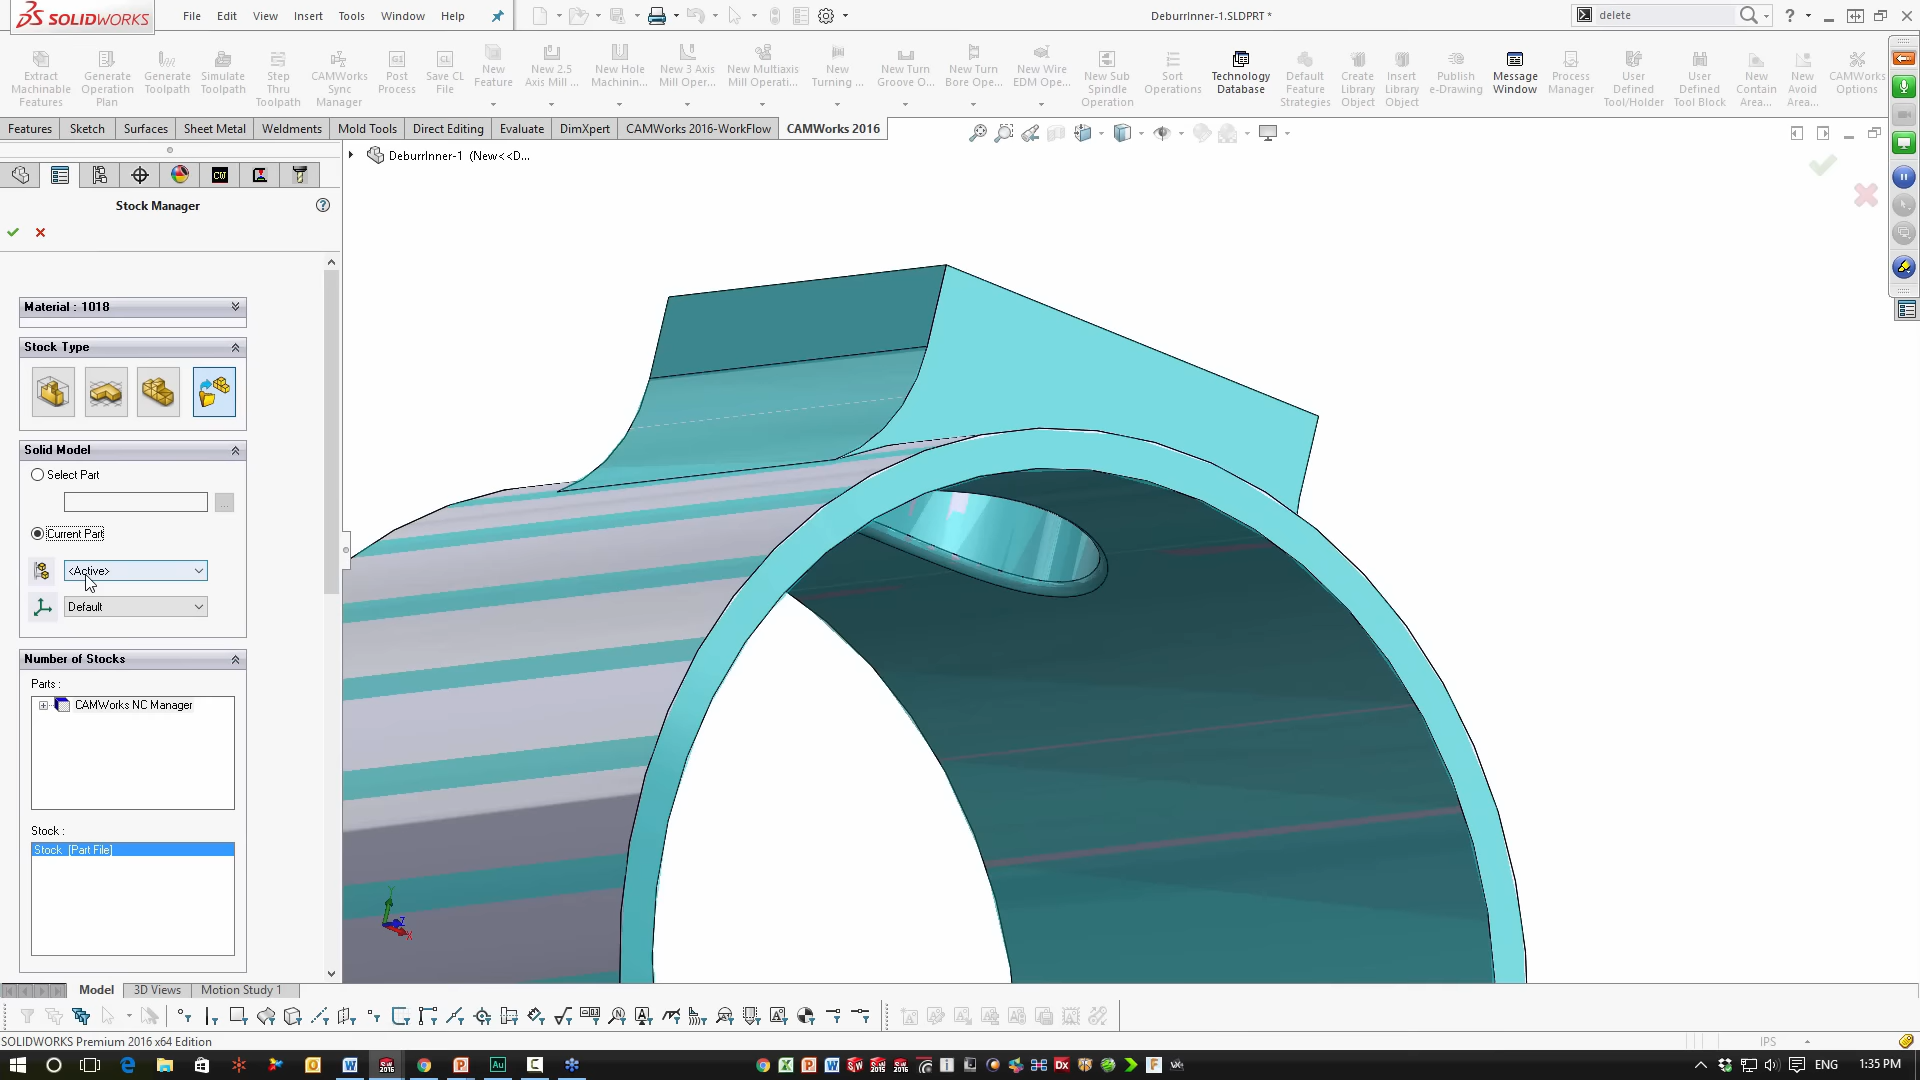 SOLIDWORKS
File Edit View Insert Tools Window Help
DeburrInner-1.SLDPRT *
delete
Extract Machinable Features
Generate Operation Plan
Generate Toolpath
Simulate Toolpath
Step Thru Toolpath
CAMWorks Sync Manager
Post Process
Save CL File
New Feature
New 2.5 Axis Mill ...
New Hole Machinin...
New 3 Axis Mill Oper...
New Multiaxis Mill Operati...
New Turning ...
New Turn Groove O...
New Turn Bore Ope...
New Wire EDM Ope...
New Sub Spindle Operation
Sort Operations
Technology Database
Default Feature Strategies
Create Library Object
Insert Library Object
Publish e-Drawing
Message Window
Process Manager
User Defined Tool/Holder
User Defined Tool Block
New Contain Area...
New Avoid Area...
CAMWorks Options
Features Sketch Surfaces Sheet Metal Weldments Mold Tools Direct Editing Evaluate DimXpert CAMWorks 2016-WorkFlow CAMWorks 2016
DeburrInner-1 (New<<D...
Stock Manager
Material : 1018
Stock Type
Solid Model
Select Part
...
Current Part
<Active>
Default
Number of Stocks
Parts :
CAMWorks NC Manager
Stock :
Stock [Part File]
Y
Z
X
Model 3D Views Motion Study 1
SOLIDWORKS Premium 2016 x64 Edition
IPS
ENG 1:35 PM